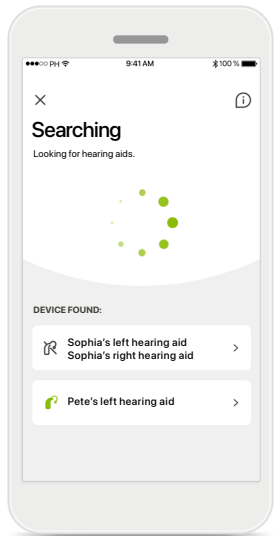 PH 9:41 AM 100 %
Searching
Looking for hearing aids.
DEVICE FOUND:
Sophia's left hearing aid
Sophia's right hearing aid
Pete's left hearing aid